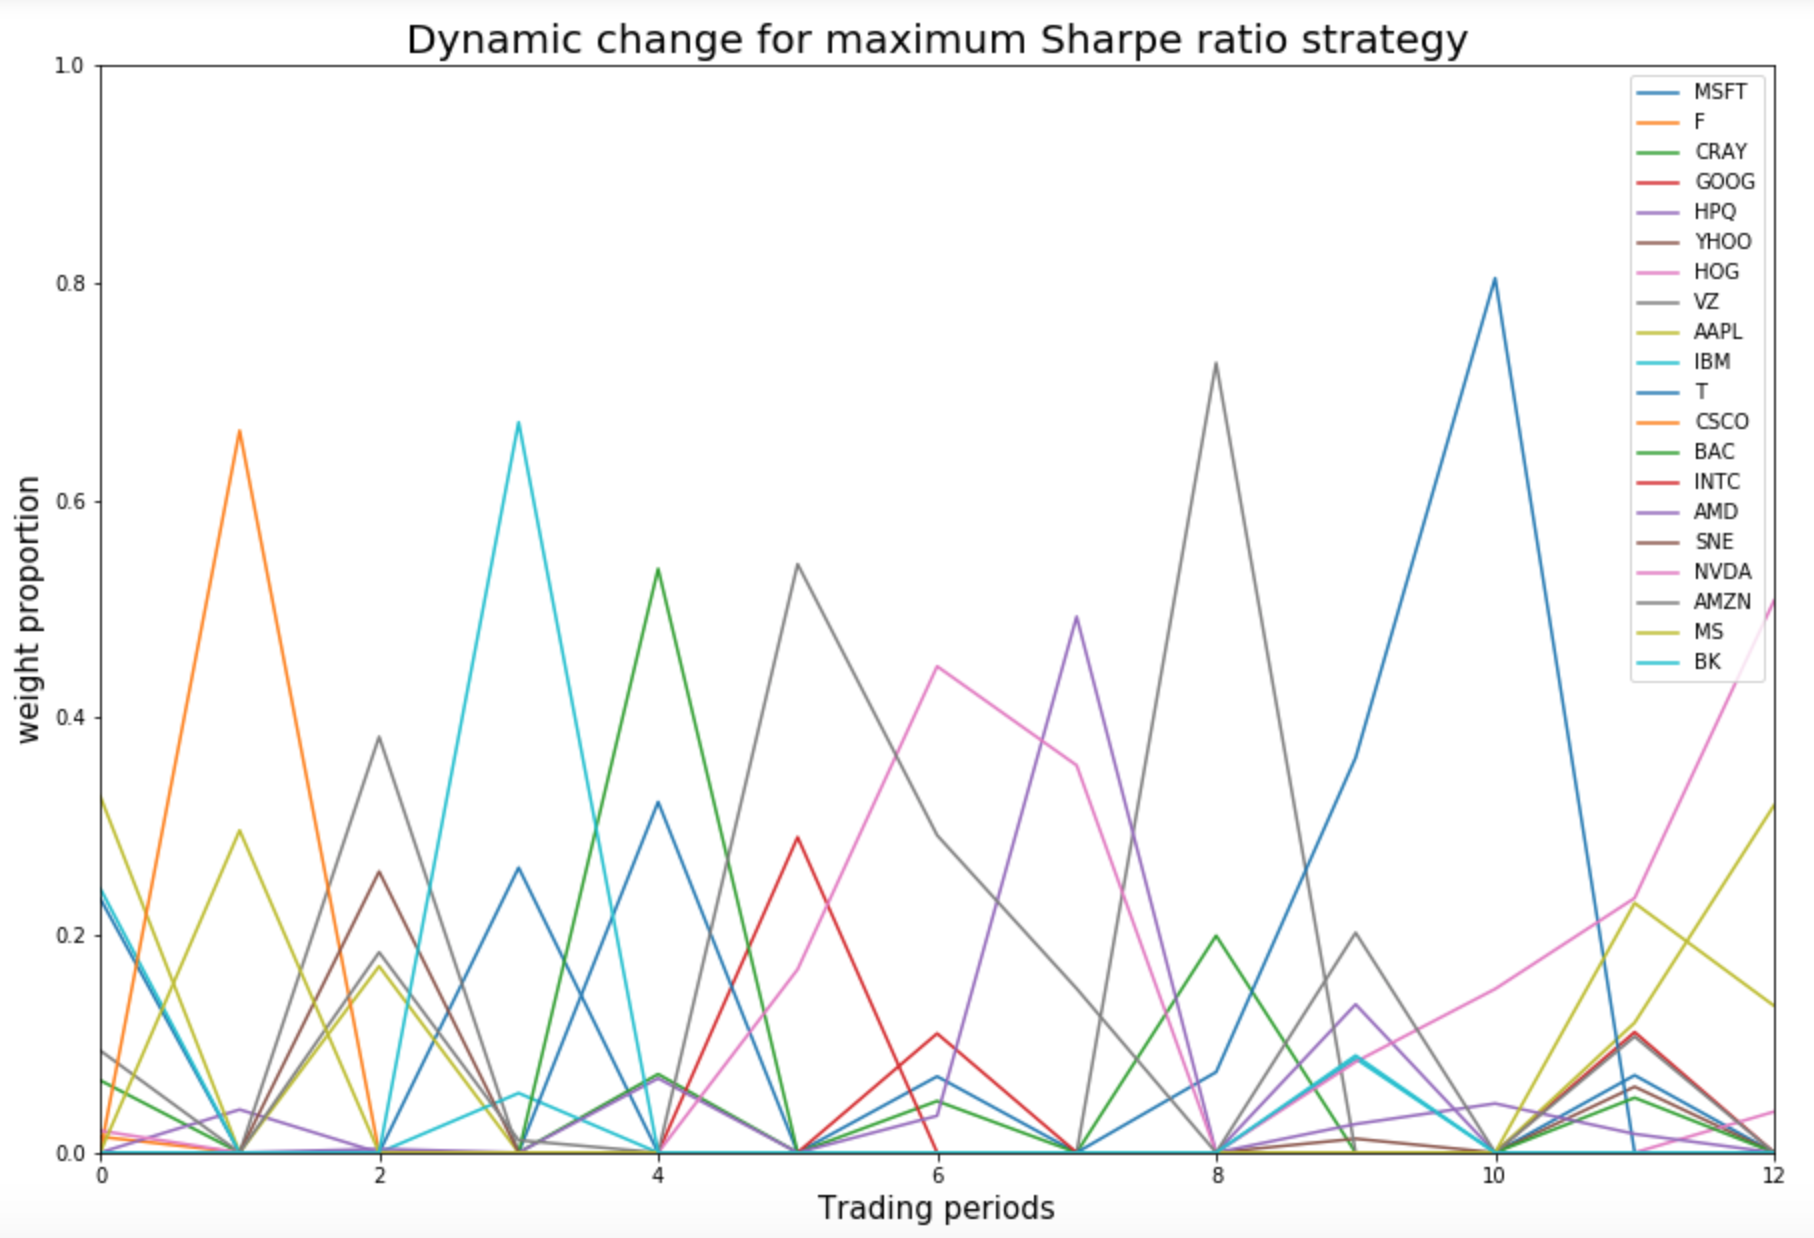 Dynamic change for maximum Sharpe ratio strategy
1.0
0.8
0.6
0.4
0.2
0.0
weight proportion
MSFT
F
CRAY
GOOG
HPQ
YHOO
HOG
VZ
AAPL
IBM
T
CSCO
BAC
INTC
AMD
SNE
NVDA
AMZN
MS
BK
0 2 4 6 8 10 12
Trading periods